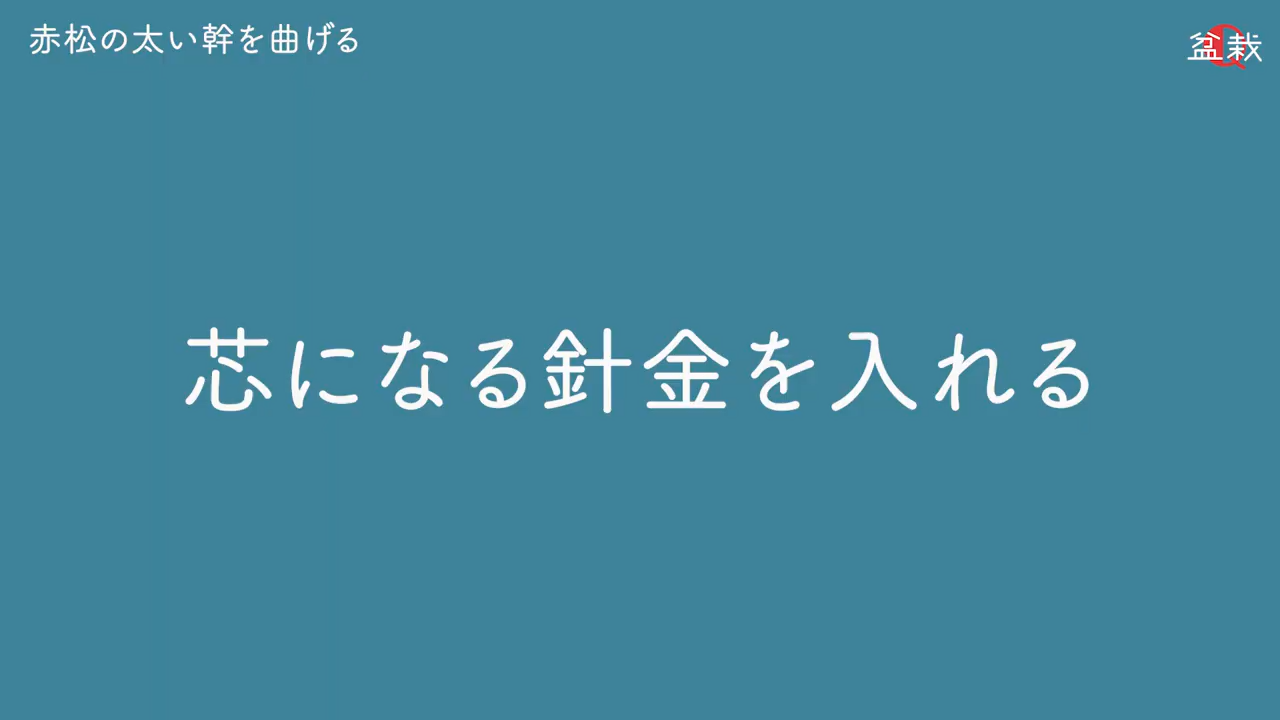 赤松の太い幹を曲げる
盆栽Q
芯になる針金を入れる